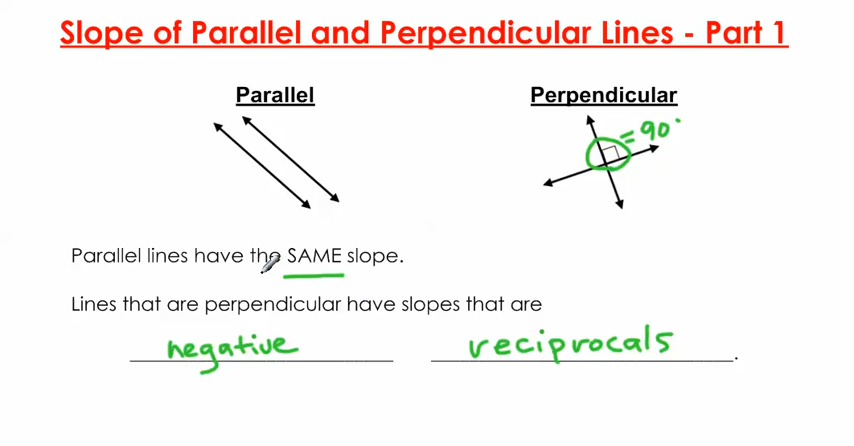 Slope of Parallel and Perpendicular Lines - Part 1
Parallel
Perpendicular
= 90°
Parallel lines have the SAME slope.
Lines that are perpendicular have slopes that are
negative reciprocals.